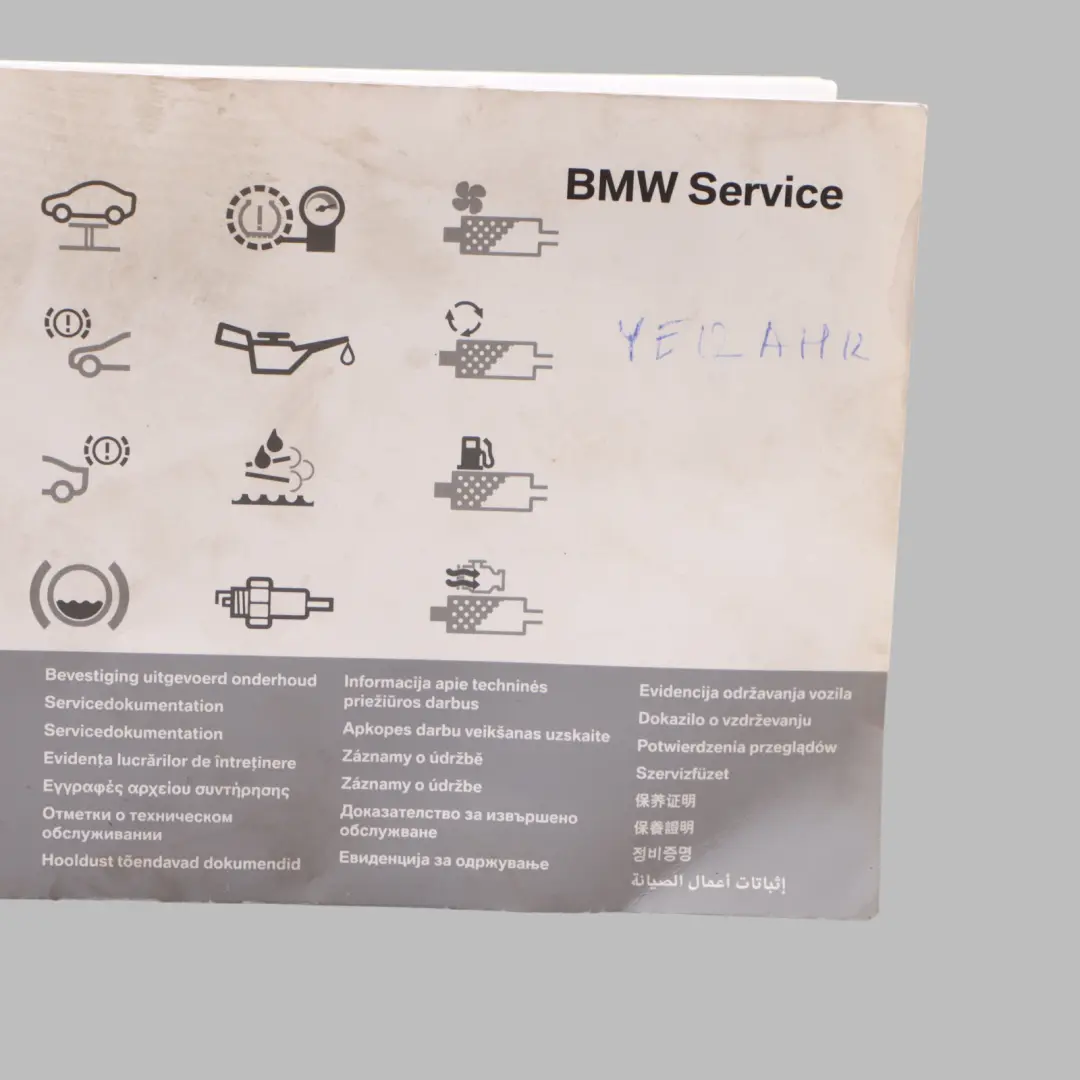 BMW Service
YE12 AHK
Bevestiging uitgevoerd onderhoud
Servicedokumentation
Servicedokumentation
Evidența lucrărilor de întreținere
Εγγραφές αρχείου συντήρησης
Отметки о техническом
обслуживании
Hooldust tõendavad dokumendid
Informacija apie techninės
priežiūros darbus
Apkopes darbu veikšanas uzskaite
Záznamy o údržbě
Záznamy o údržbe
Доказателство за извършено
обслужване
Евиденција за одржување
Evidencija održavanja vozila
Dokazilo o vzdrževanju
Potwierdzenia przeglądów
Szervizfüzet
保养证明
保養證明
정비증명
إثباتات أعمال الصيانة